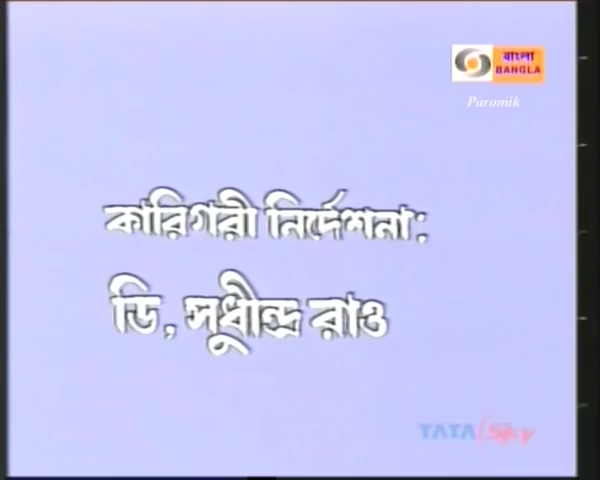 বাংলা
BANGLA
Paromik
কারিগরী নির্দেশনা:
ডি, সুধীন্দ্র রাও
TATA Sky